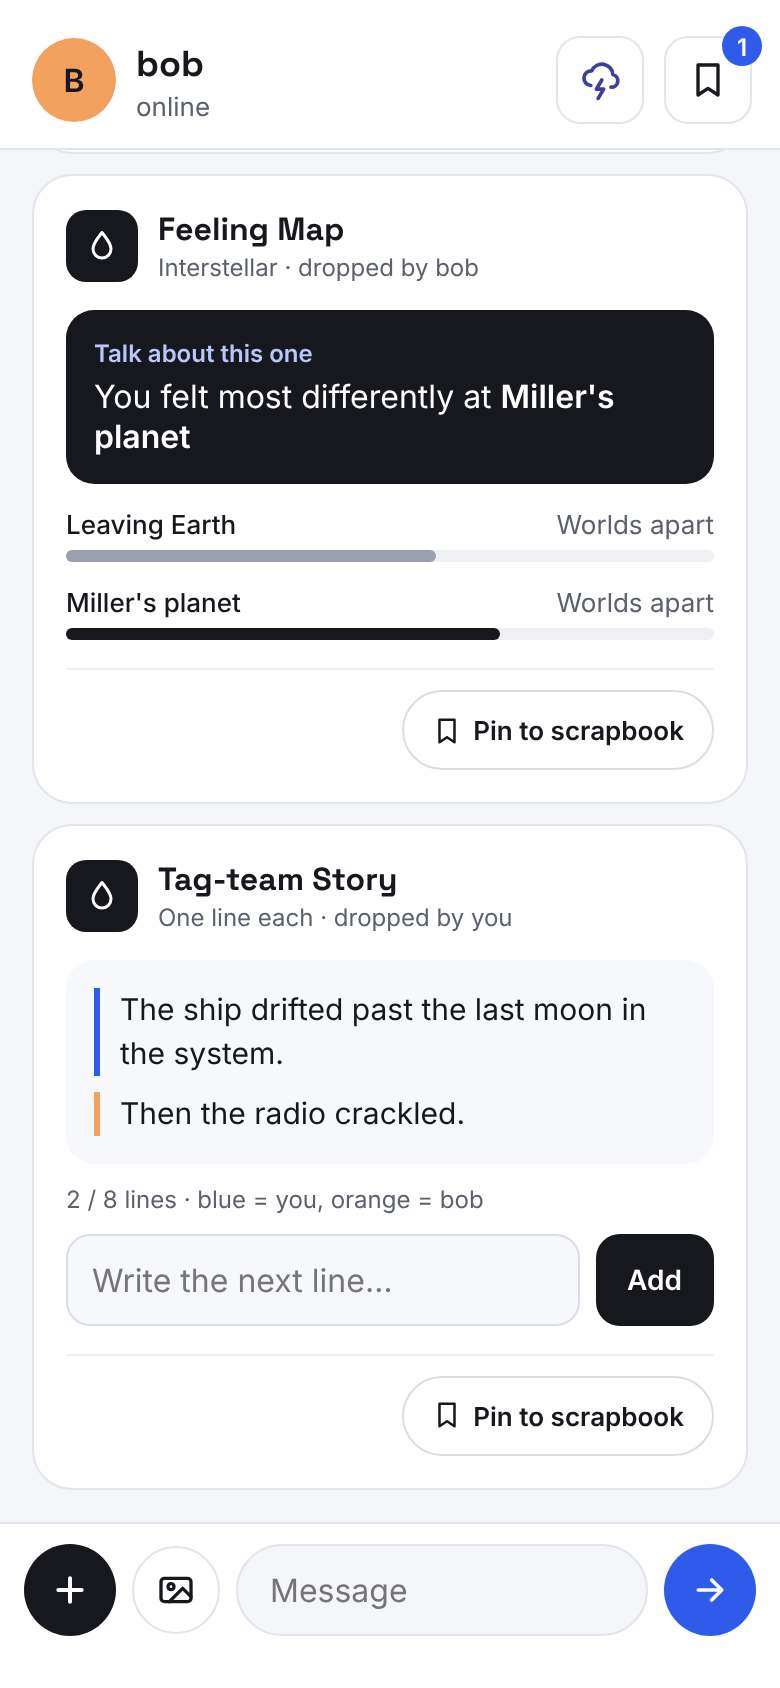 B
bob
online
1
Feeling Map
Interstellar · dropped by bob
Talk about this one
You felt most differently at Miller's
planet
Leaving Earth Worlds apart
Miller's planet Worlds apart
Pin to scrapbook
Tag-team Story
One line each · dropped by you
The ship drifted past the last moon in
the system.
Then the radio crackled.
2 / 8 lines · blue = you, orange = bob
Write the next line...
Add
Pin to scrapbook
Message